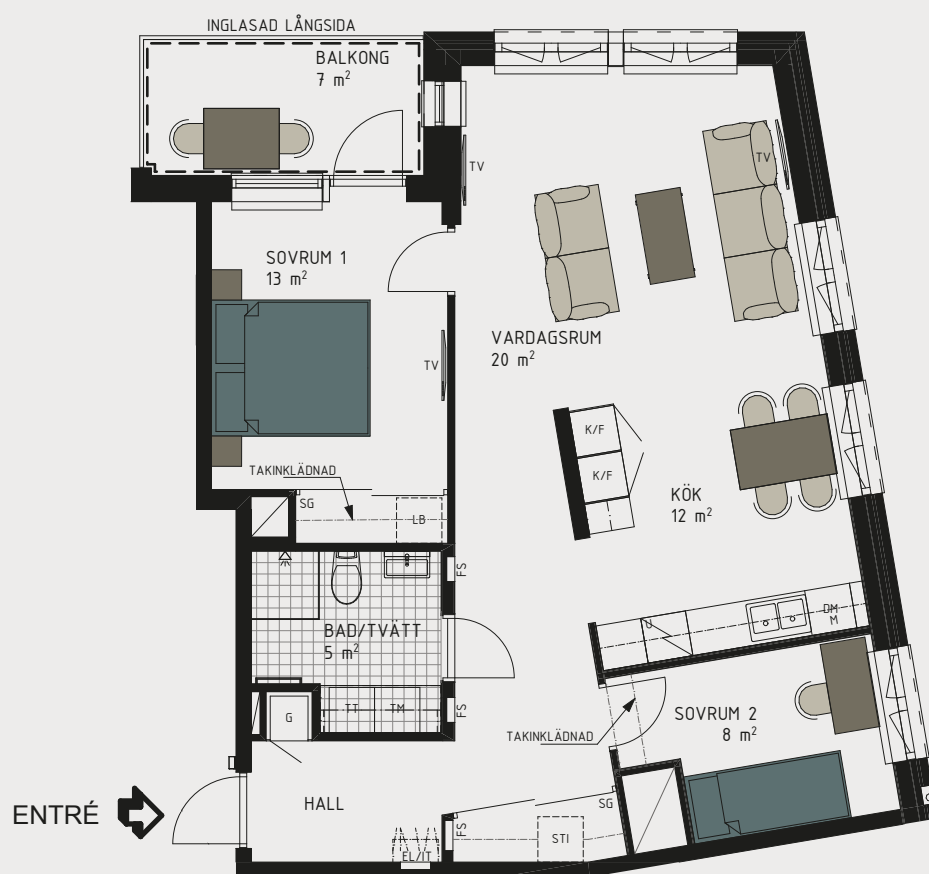 INGLASAD LÅNGSIDA
BALKONG
7 m²
TV
TV
SOVRUM 1
13 m²
VARDAGSRUM
20 m²
TV
K/F
K/F
TAKINKLÄDNAD
SG
LB
KÖK
12 m²
FS
BAD/TVÄTT
5 m²
U
DM
M
G
TT
TM
FS
TAKINKLÄDNAD
SOVRUM 2
8 m²
ENTRÉ
HALL
SG
FS
STI
EL/IT